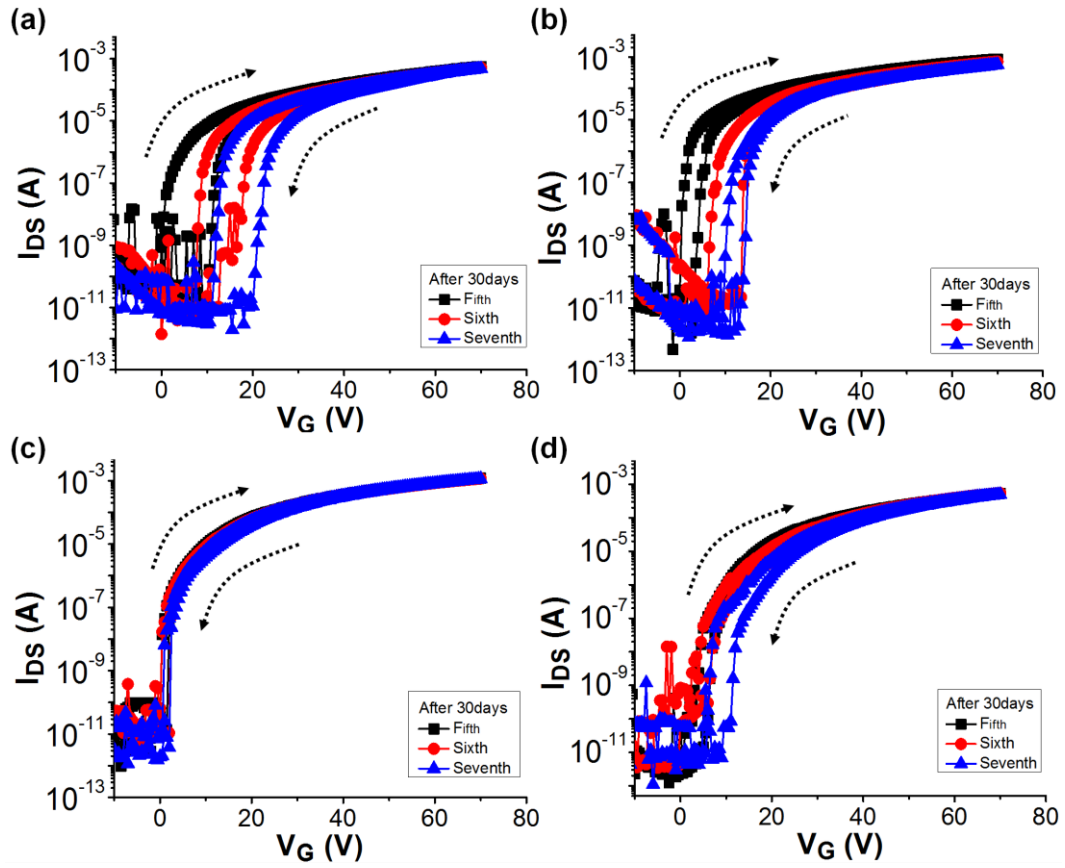 (a)
I_DS (A)
10^-3
10^-5
10^-7
10^-9
10^-11
10^-13
After 30days
Fifth
Sixth
Seventh
0 20 40 60 80
V_G (V)
(b)
I_DS (A)
10^-3
10^-5
10^-7
10^-9
10^-11
10^-13
After 30days
Fifth
Sixth
Seventh
0 20 40 60 80
V_G (V)
(c)
I_DS (A)
10^-3
10^-5
10^-7
10^-9
10^-11
10^-13
After 30days
Fifth
Sixth
Seventh
0 20 40 60 80
V_G (V)
(d)
I_DS (A)
10^-3
10^-5
10^-7
10^-9
10^-11
10^-13
After 30days
Fifth
Sixth
Seventh
0 20 40 60 80
V_G (V)